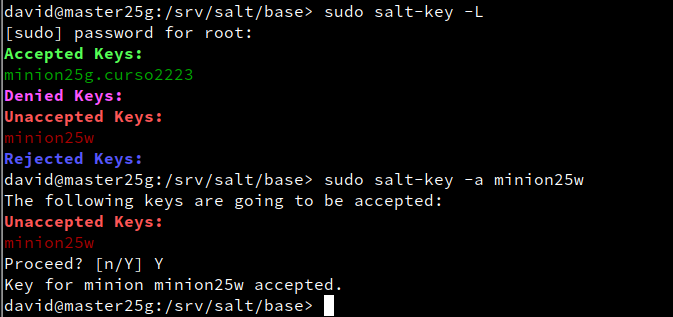 david@master25g:/srv/salt/base> sudo salt-key -L
[sudo] password for root:
Accepted Keys:
minion25g.curso2223
Denied Keys:
Unaccepted Keys:
minion25w
Rejected Keys:
david@master25g:/srv/salt/base> sudo salt-key -a minion25w
The following keys are going to be accepted:
Unaccepted Keys:
minion25w
Proceed? [n/Y] Y
Key for minion minion25w accepted.
david@master25g:/srv/salt/base>